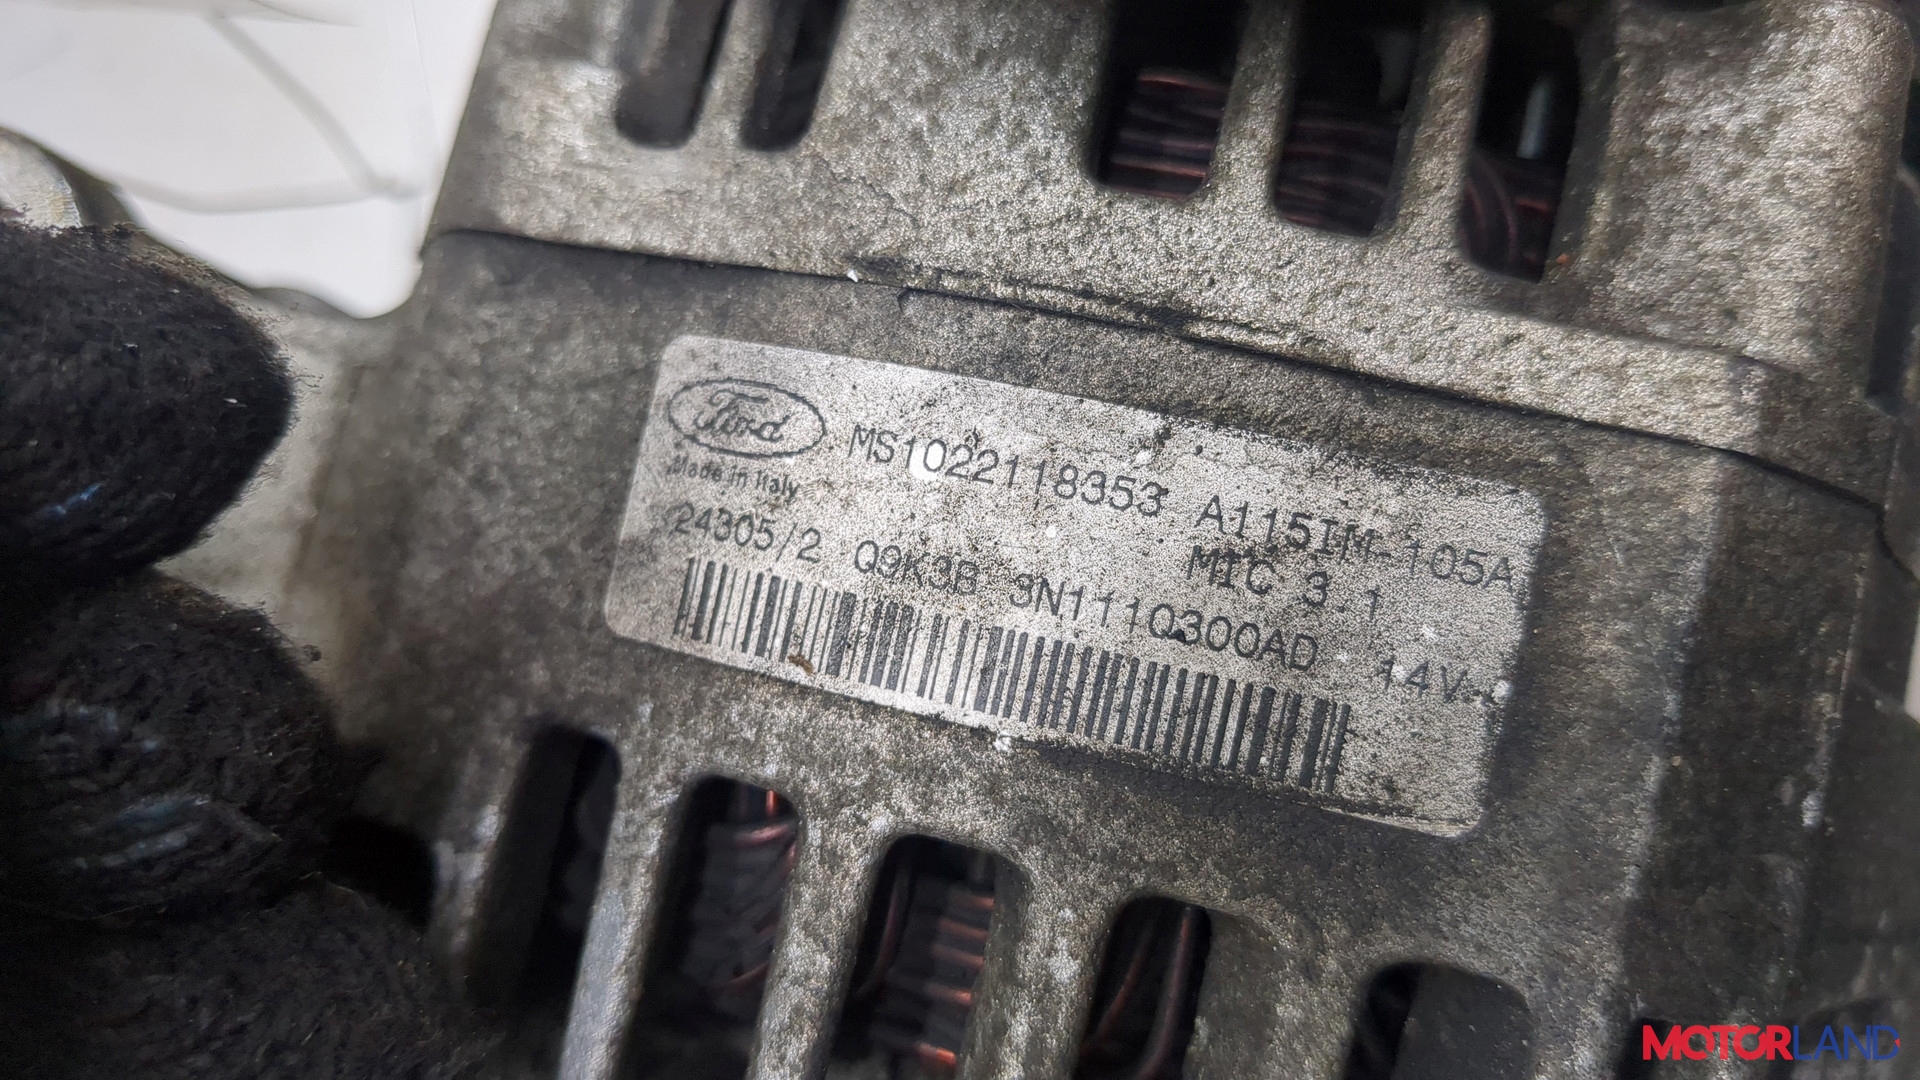 Ford MS1022118353 A115IM-105A
Made in Italy MIC 3.1
24305/2 Q9K3B 3N1110300AD 14V
MOTORLAND